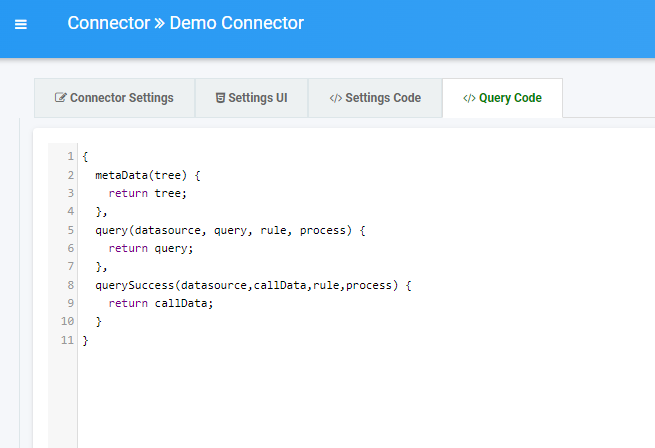 Connector » Demo Connector
Connector Settings
Settings UI
</> Settings Code
</> Query Code
1 {
2 metaData(tree) {
3 return tree;
4 },
5 query(datasource, query, rule, process) {
6 return query;
7 },
8 querySuccess(datasource,callData,rule,process) {
9 return callData;
10 }
11 }